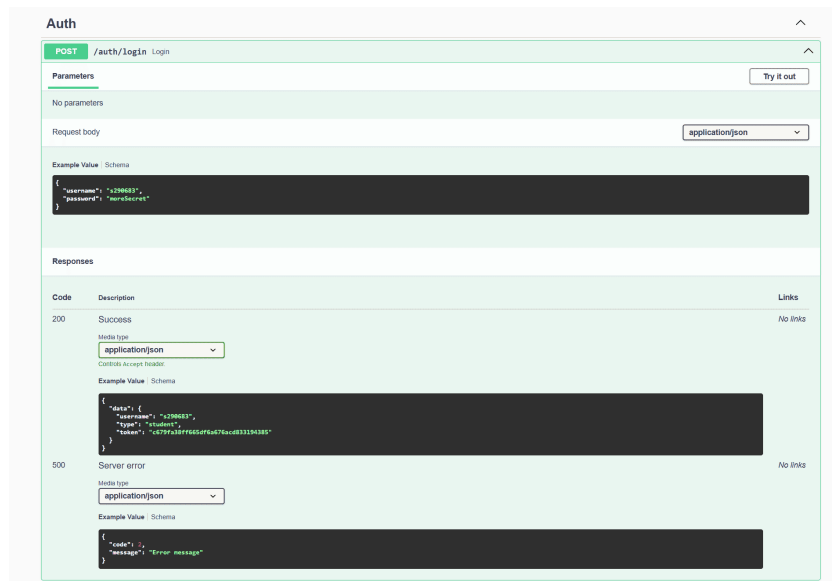 Auth
POST /auth/login Login
Parameters
Try it out
No parameters
Request body
application/json
Example Value | Schema
{
"username": "s290683",
"password": "moreSecret"
}
Responses
Code Description Links
200 Success No links
Media type
application/json
Controls Accept header.
Example Value | Schema
{
"data": {
"username": "s290683",
"type": "student",
"token": "c679fa38ff665df6a676acd833194385"
}
}
500 Server error No links
Media type
application/json
Example Value | Schema
{
"code": 
"message": "Error message"
}